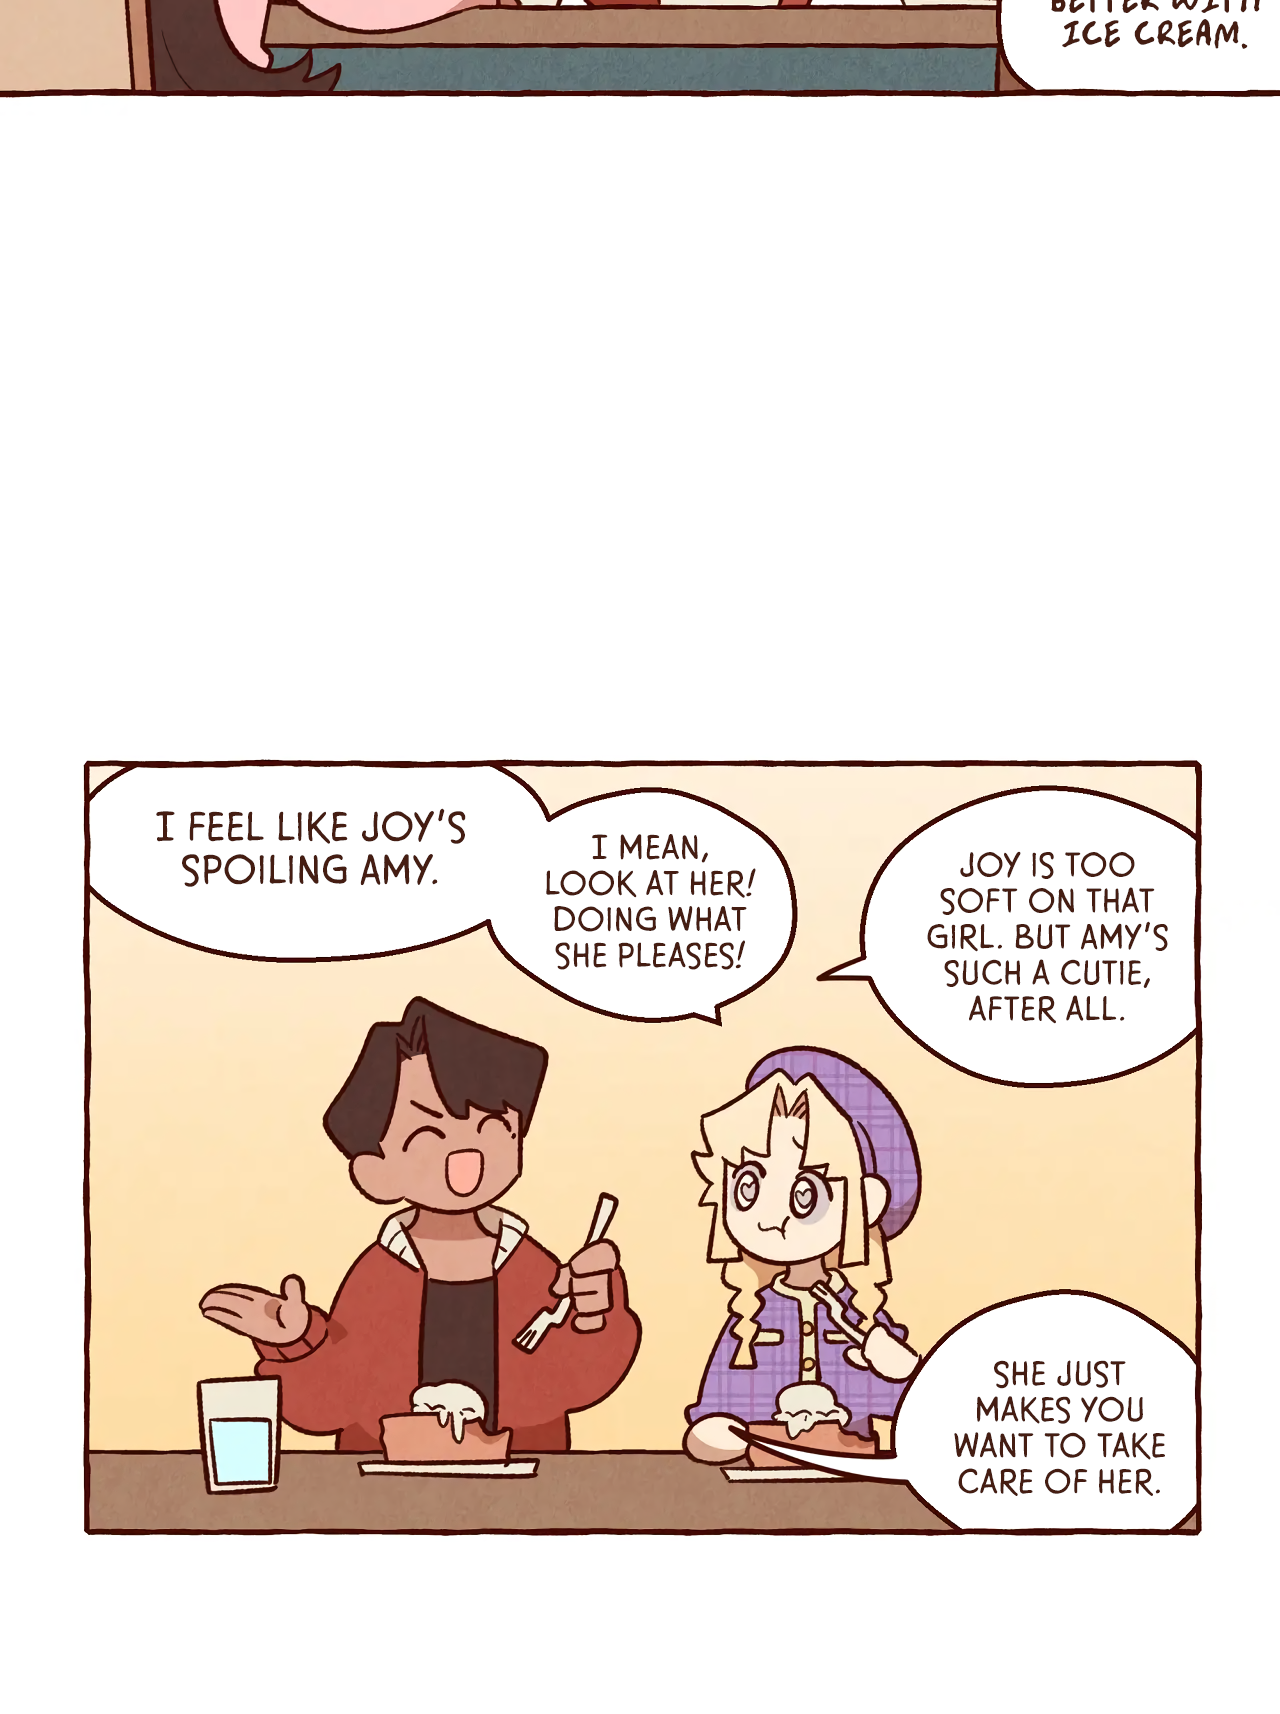 BETTER WITH
ICE CREAM.
I FEEL LIKE JOY'S
SPOILING AMY.
I MEAN,
LOOK AT HER!
DOING WHAT
SHE PLEASES!
JOY IS TOO
SOFT ON THAT
GIRL. BUT AMY'S
SUCH A CUTIE,
AFTER ALL.
SHE JUST
MAKES YOU
WANT TO TAKE
CARE OF HER.